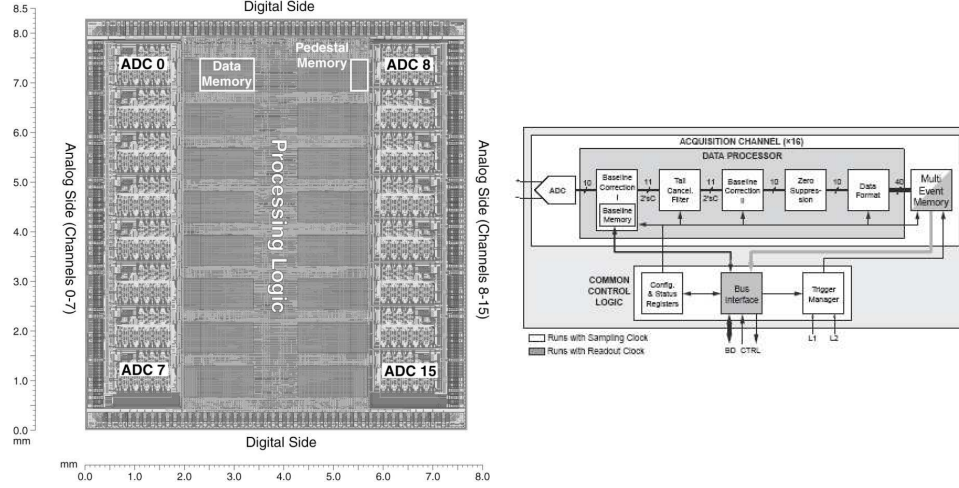 Digital Side
8.5
8.0
7.0
6.0
5.0
4.0
3.0
2.0
1.0
0.0
mm
Analog Side (Channels 0-7)
ADC 0
Data
Memory
Pedestal
Memory
ADC 8
Processing Logic
ADC 7
ADC 15
Analog Side (Channels 8-15)
Digital Side
mm
0.0 1.0 2.0 3.0 4.0 5.0 6.0 7.0 8.0
ACQUISITION CHANNEL (×16)
DATA PROCESSOR
ADC
10
Baseline
Correction
I
Baseline
Memory
11
2'sC
Tail
Cancel.
Filter
11
2'sC
Baseline
Correction
II
10
Zero
Suppres-
sion
10
Data
Format
40
Multi
Event
Memory
COMMON
CONTROL
LOGIC
Config.
& Status
Registers
Bus
Interface
Trigger
Manager
BD CTRL
L1 L2
Runs with Sampling Clock
Runs with Readout Clock